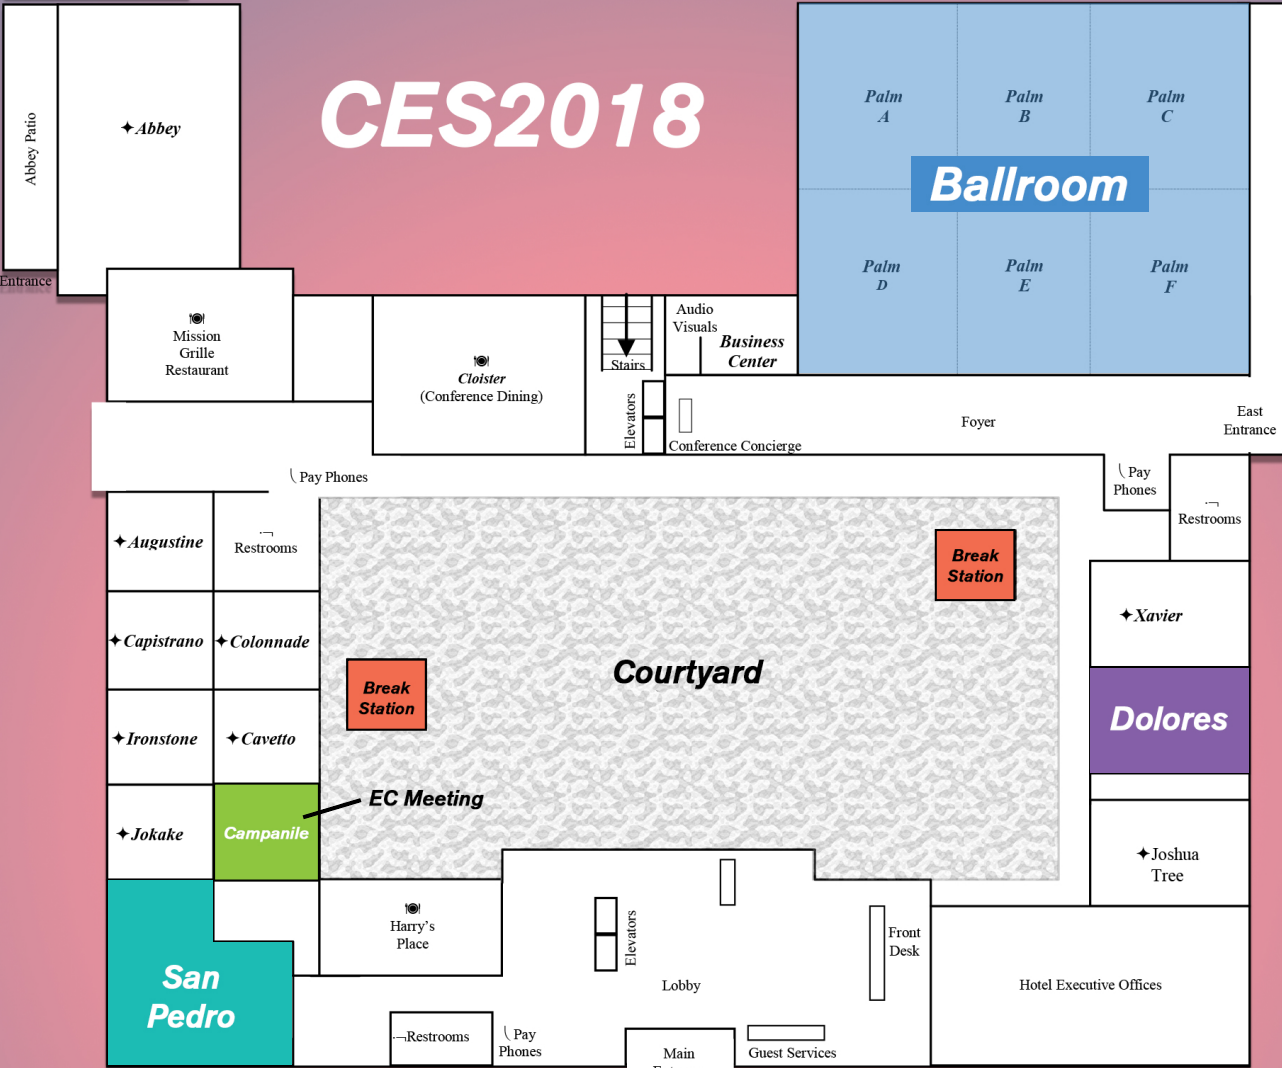 CES2018
Palm
A
Palm
B
Palm
C
Ballroom
Palm
D
Palm
E
Palm
F
Abbey Patio
✦Abbey
Entrance
Mission
Grille
Restaurant
Cloister
(Conference Dining)
Stairs
Elevators
Audio
Visuals
Business
Center
Conference Concierge
Foyer
East
Entrance
Pay Phones
Pay
Phones
Restrooms
✦Augustine
Restrooms
✦Capistrano
✦Colonnade
✦Ironstone
✦Cavetto
✦Jokake
Campanile
EC Meeting
Break
Station
Courtyard
Break
Station
✦Xavier
Dolores
✦Joshua
Tree
San
Pedro
Harry's
Place
Elevators
Lobby
Front
Desk
Hotel Executive Offices
Restrooms
Pay
Phones
Main
Guest Services